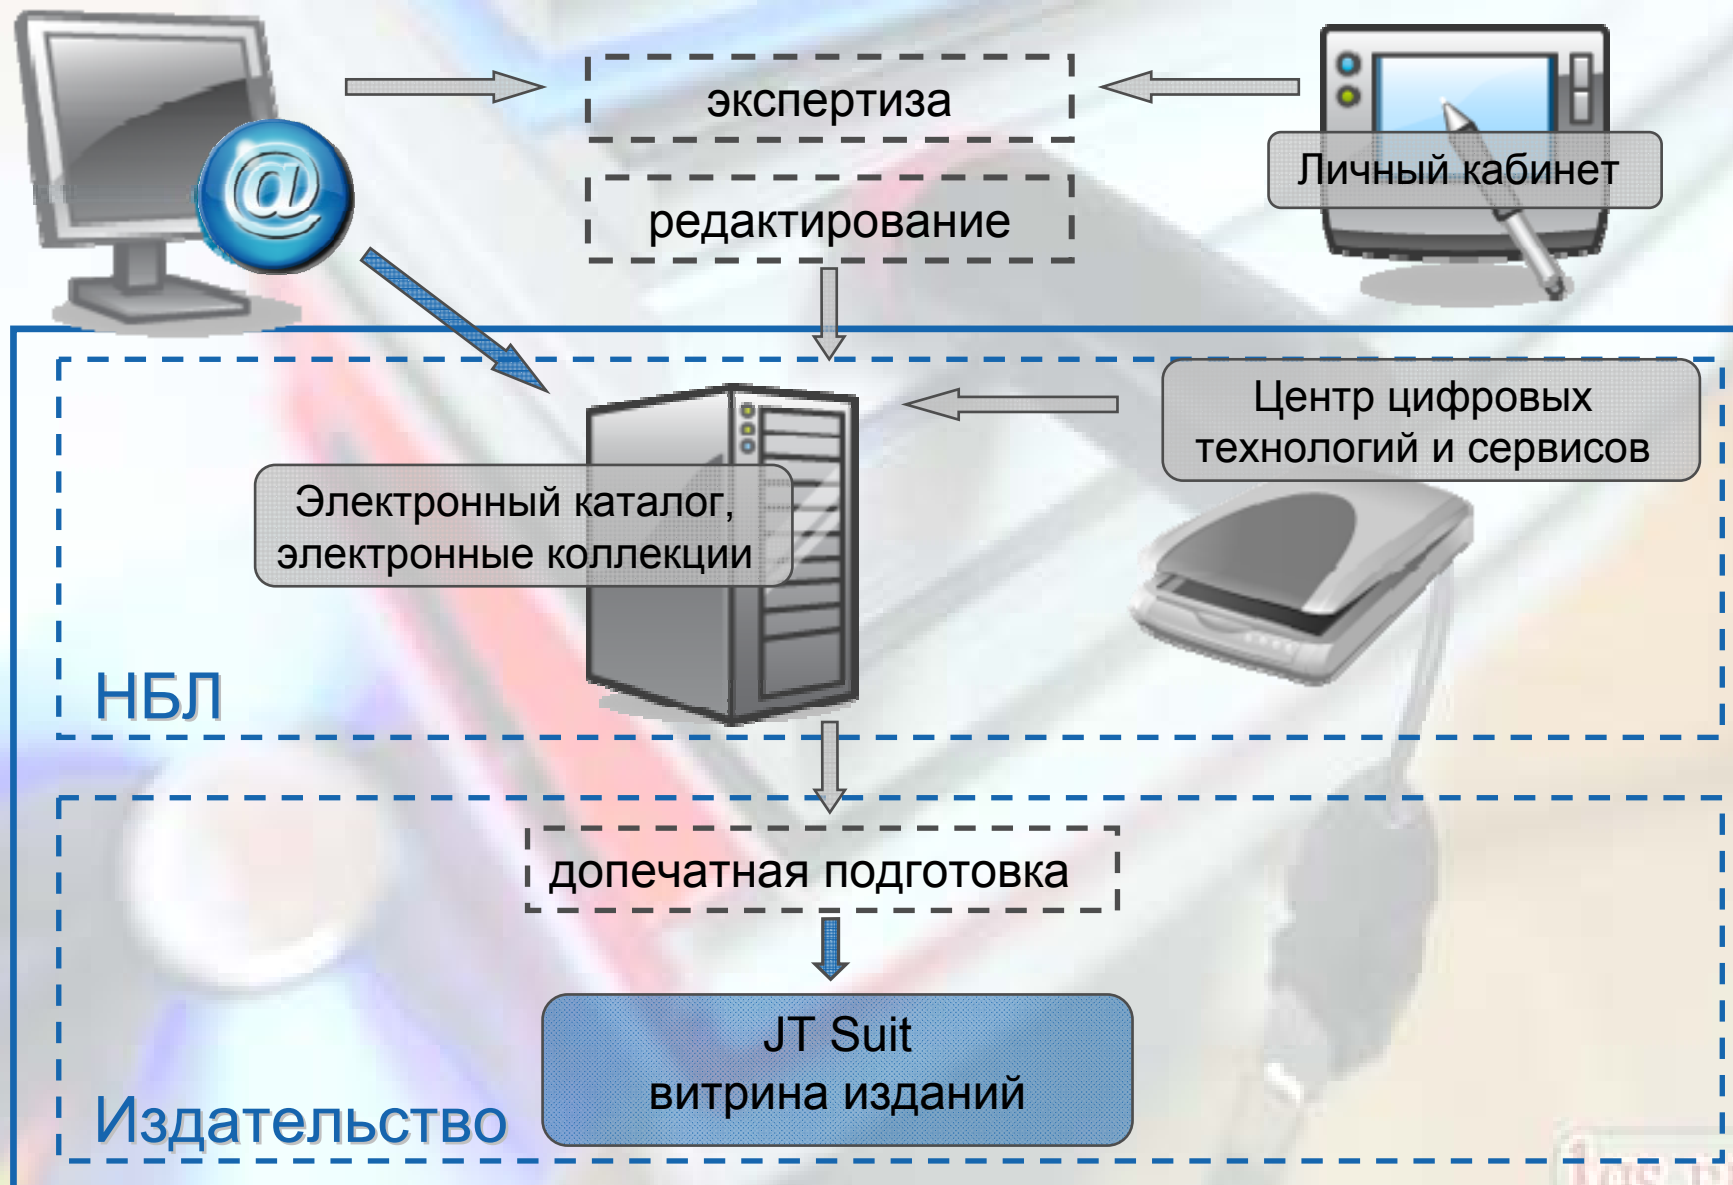 @
экспертиза
редактирование
Личный кабинет
Центр цифровых
технологий и сервисов
Электронный каталог,
электронные коллекции
НБЛ
допечатная подготовка
JT Suit
витрина изданий
Издательство